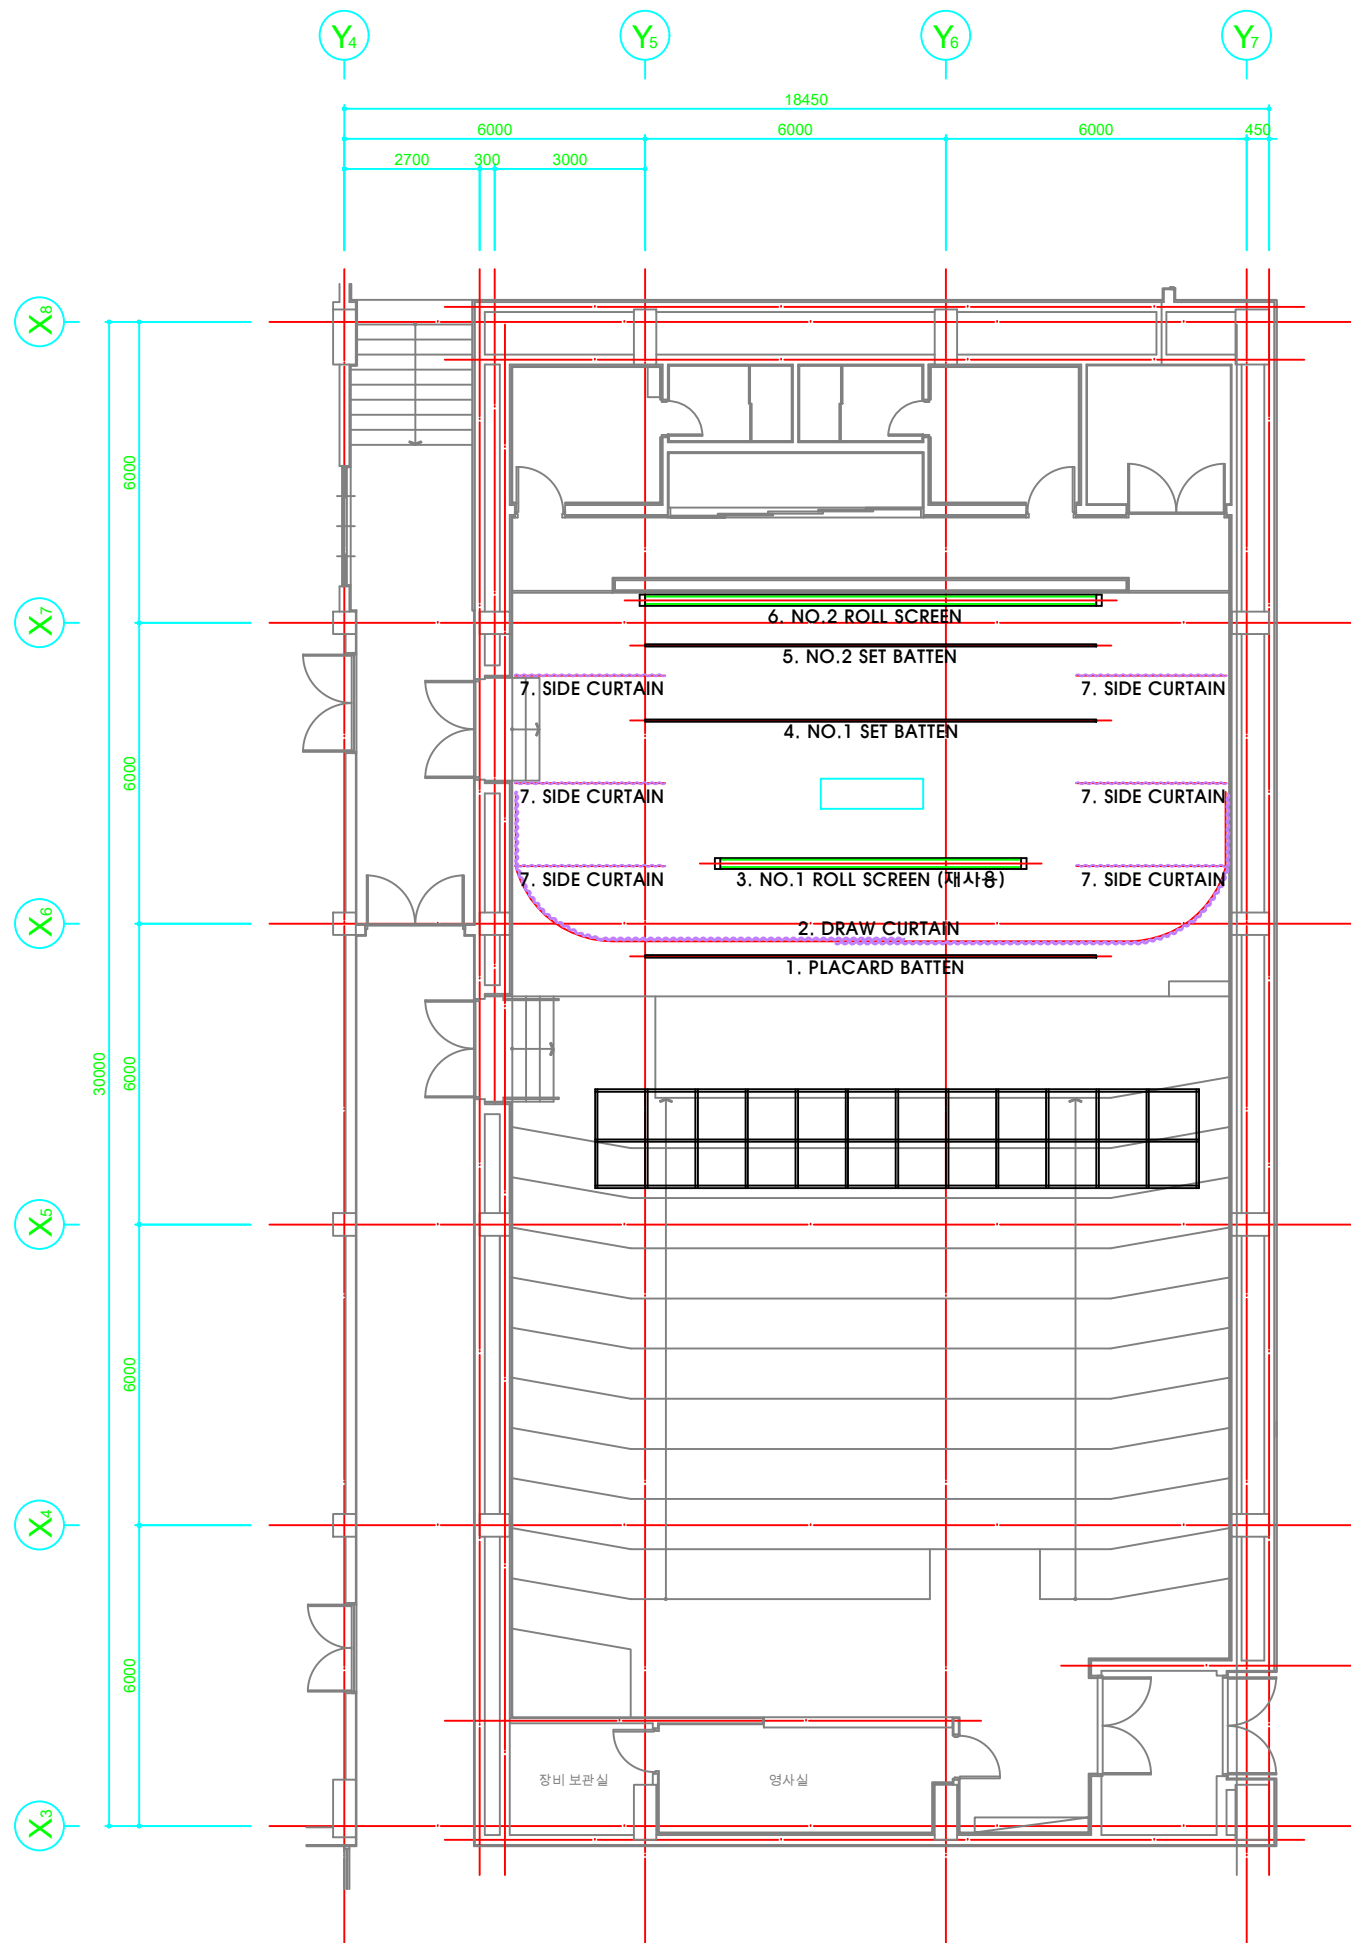 Y4
Y5
Y6
Y7
18450
6000
6000
6000
450
2700
300
3000
X8
6000
X7
6. NO.2 ROLL SCREEN
5. NO.2 SET BATTEN
7. SIDE CURTAIN
7. SIDE CURTAIN
4. NO.1 SET BATTEN
6000
7. SIDE CURTAIN
7. SIDE CURTAIN
7. SIDE CURTAIN
3. NO.1 ROLL SCREEN (재사용)
7. SIDE CURTAIN
X6
2. DRAW CURTAIN
1. PLACARD BATTEN
30000
6000
X5
6000
X4
6000
장비 보관실
영사실
X3